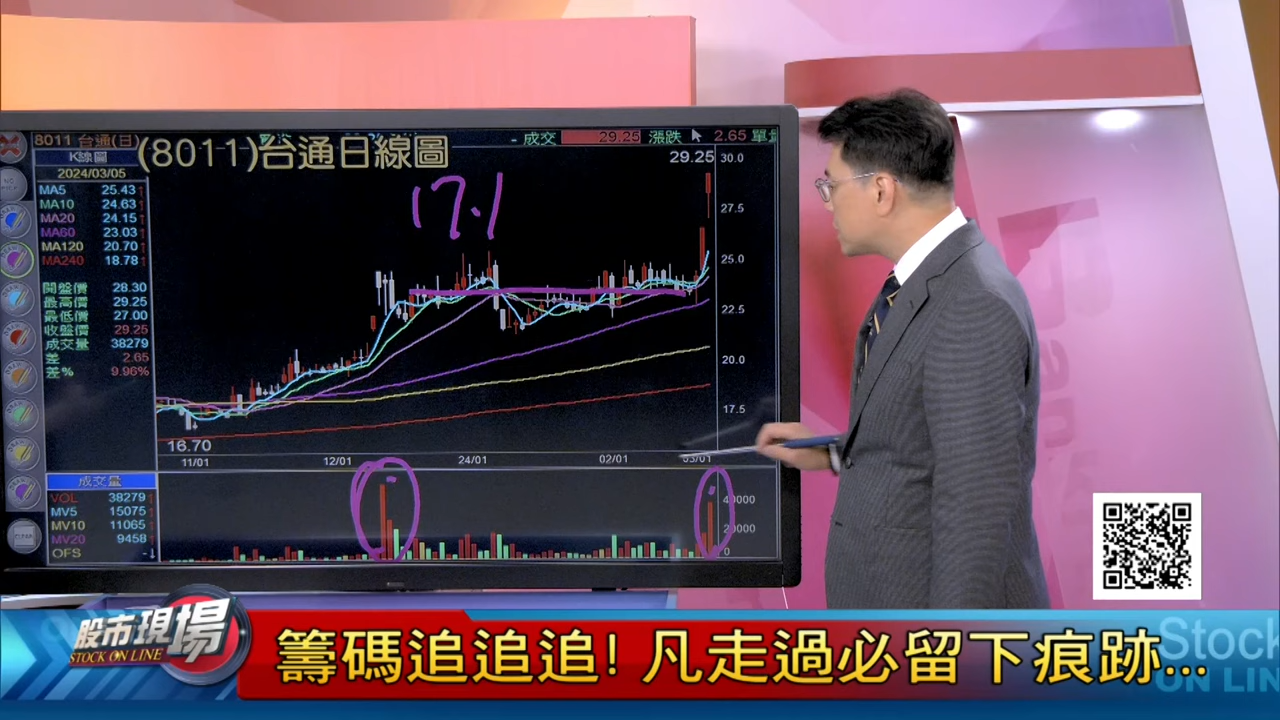 8011 台通(日)
(8011)台通日線圖
成交 29.25 漲跌 2.65 單量
K線圖
2024/03/05
MA5 25.43↑
MA10 24.63↑
MA20 24.15↑
MA60 23.03↑
MA120 20.70↑
MA240 18.78↑
開盤價 28.30
最高價 29.25
最低價 27.00
收盤價 29.25
成交量 38279
差 2.65
差% 9.96%
17.1
29.25
30.0
27.5
25.0
22.5
20.0
17.5
16.70
11/01 12/01 24/01 02/01 03/01
成交量
VOL 38279↑
MV5 15075↑
MV10 11065↑
MV20 9458↑
OFS -↓
40000
20000
0
股市現場
STOCK ON LINE
籌碼追追追! 凡走過必留下痕跡...
Stock
ON LIN